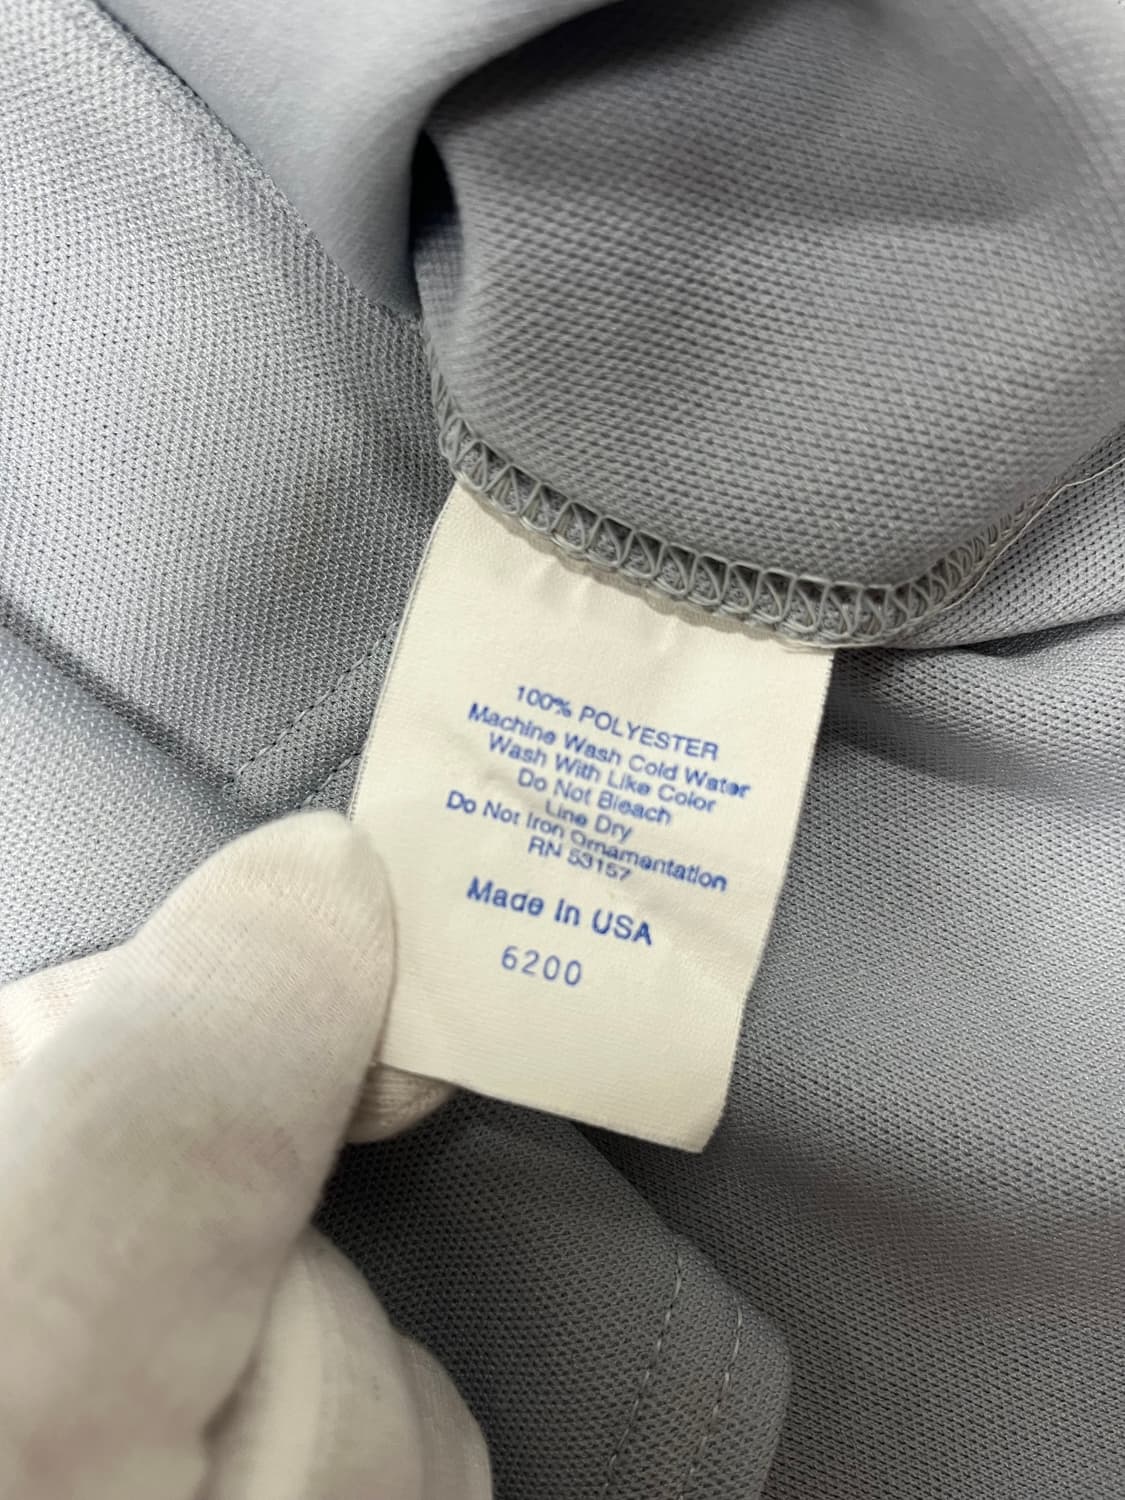 100% POLYESTER
Machine Wash Cold Water
Wash With Like Color
Do Not Bleach
Line Dry
Do Not Iron Ornamentation
RN 53157
Made In USA
6200